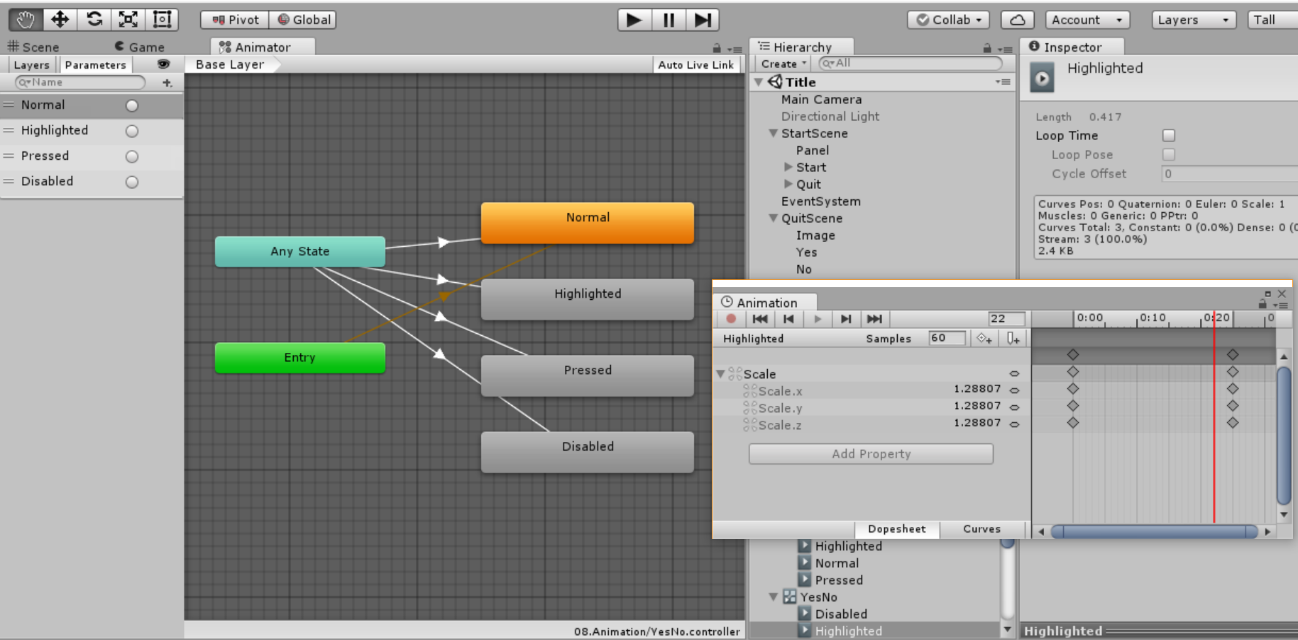 Pivot Global Collab Account Layers Tall
Scene Game Animator
Layers Parameters
Name
Normal
Highlighted
Pressed
Disabled
Base Layer Auto Live Link
Any State
Entry
Normal
Highlighted
Pressed
Disabled
08.Animation/YesNo.controller
Hierarchy
Create All
Title
Main Camera
Directional Light
StartScene
Panel
Start
Quit
EventSystem
QuitScene
Image
Yes
No
Inspector
Highlighted
Length 0.417
Loop Time
Loop Pose
Cycle Offset 0
Curves Pos: 0 Quaternion: 0 Euler: 0 Scale: 1
Muscles: 0 Generic: 0 PPtr: 0
Curves Total: 3, Constant: 0 (0.0%) Dense: 0 (0
Stream: 3 (100.0%)
2.4 KB
Animation
22 0:00 0:10 0:20 0
Highlighted Samples 60
Scale
Scale.x 1.28807
Scale.y 1.28807
Scale.z 1.28807
Add Property
Dopesheet Curves
Highlighted
Normal
Pressed
YesNo
Disabled
Highlighted
Highlighted